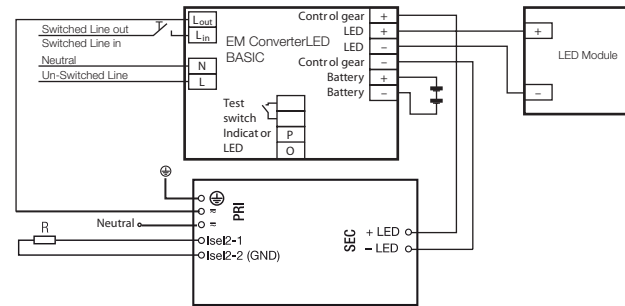 Switched Line out
Switched Line in
Neutral
Un-Switched Line
Lout
Lin
N
L
EM ConverterLED
BASIC
Control gear +
LED +
LED –
Control gear –
Battery +
Battery –
Test
switch
Indicator
LED
P
O
+
LED Module
–
PRI
≂
=
Neutral
R
Isel2-1
Isel2-2 (GND)
SEC
+ LED
– LED